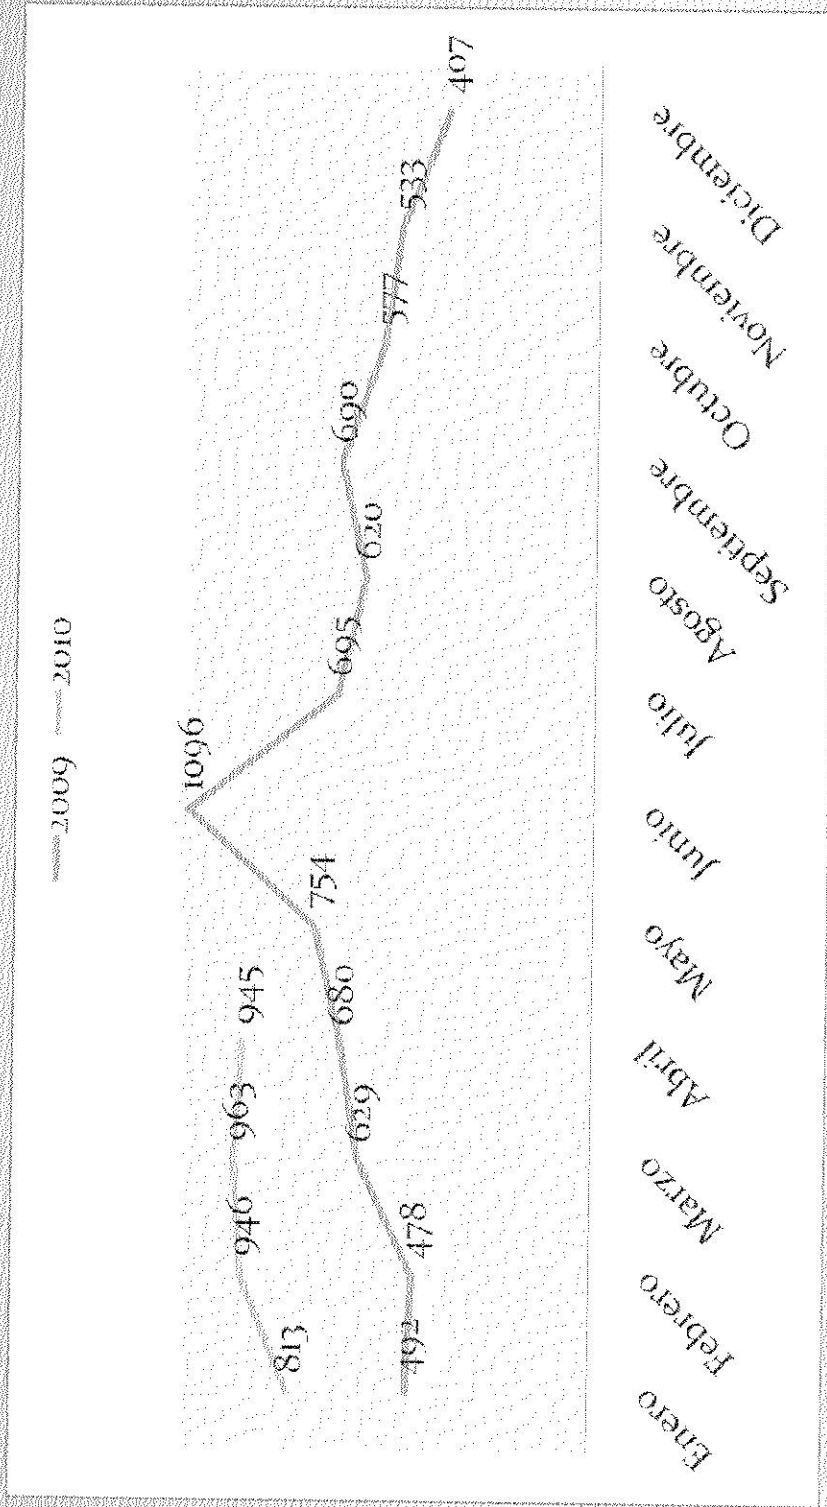 2009 2010
1096
813 946 963 945
492 478 629 680 754 695 620 690 577 533 407
Enero Febrero Marzo Abril Mayo Junio Julio Agosto Septiembre Octubre Noviembre Diciembre